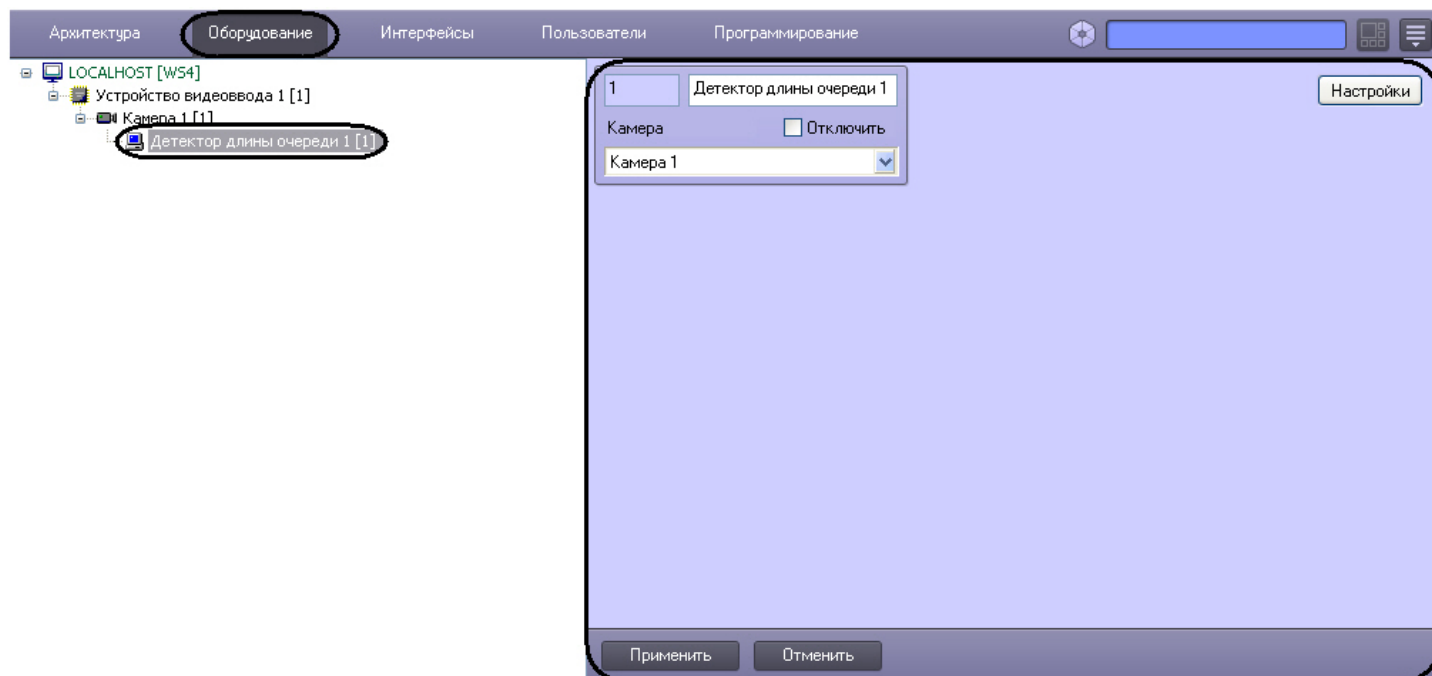 Архитектура Оборудование Интерфейсы Пользователи Программирование
LOCALHOST [WS4]
Устройство видеоввода 1 [1]
Камера 1 [1]
Детектор длины очереди 1 [1]
1 Детектор длины очереди 1
Настройки
Камера Отключить
Камера 1
Применить Отменить